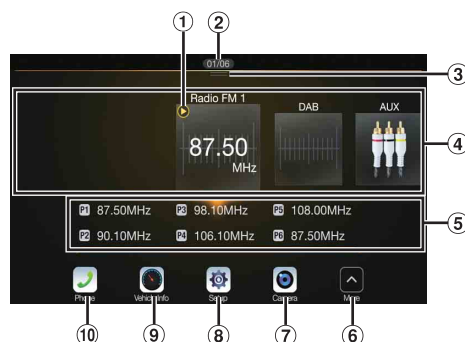 ① ②
01/06
③
Radio FM 1
DAB
AUX
87.50
MHz
④
P1 87.50MHz P3 98.10MHz P5 108.00MHz
⑤
P2 90.10MHz P4 106.10MHz P6 87.50MHz
Phone Vehicle Info Setup Camera More
⑩ ⑨ ⑧ ⑦ ⑥